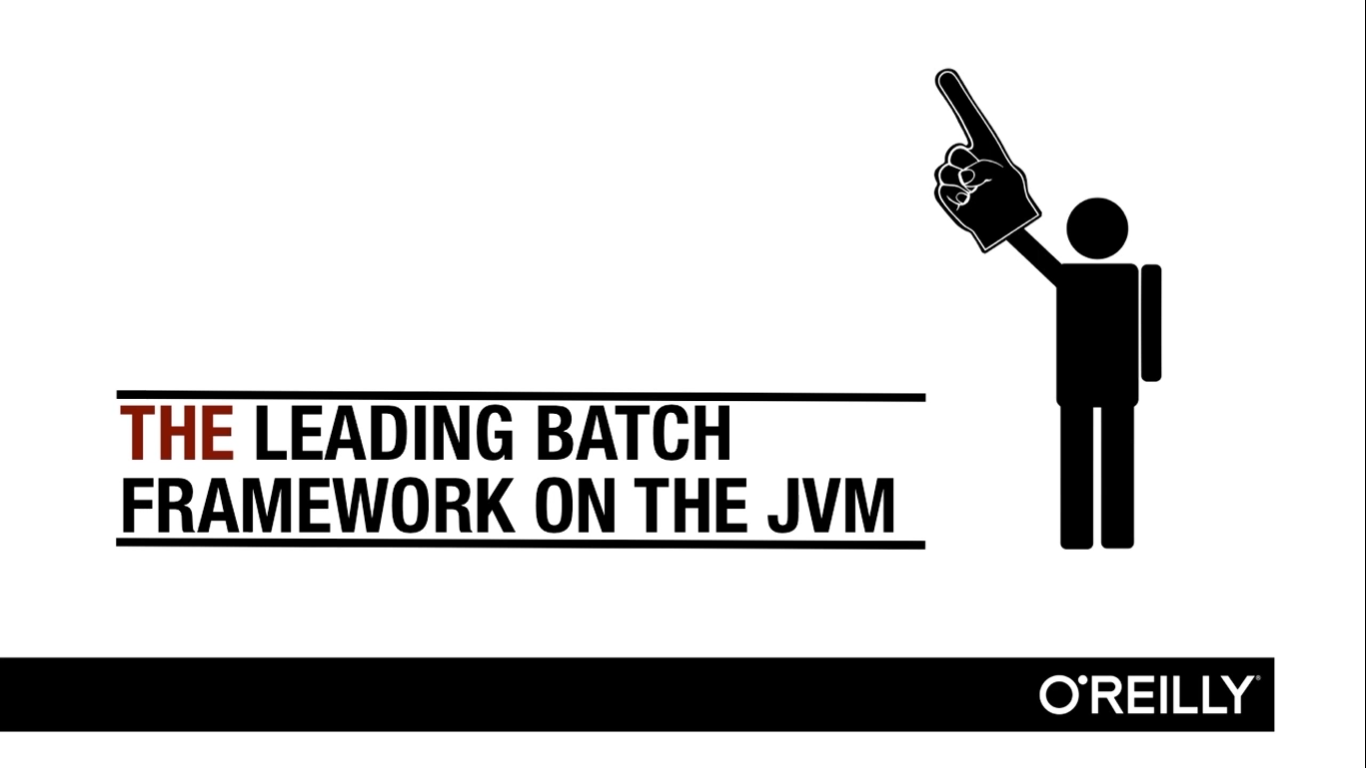 THE LEADING BATCH
FRAMEWORK ON THE JVM
O'REILLY®